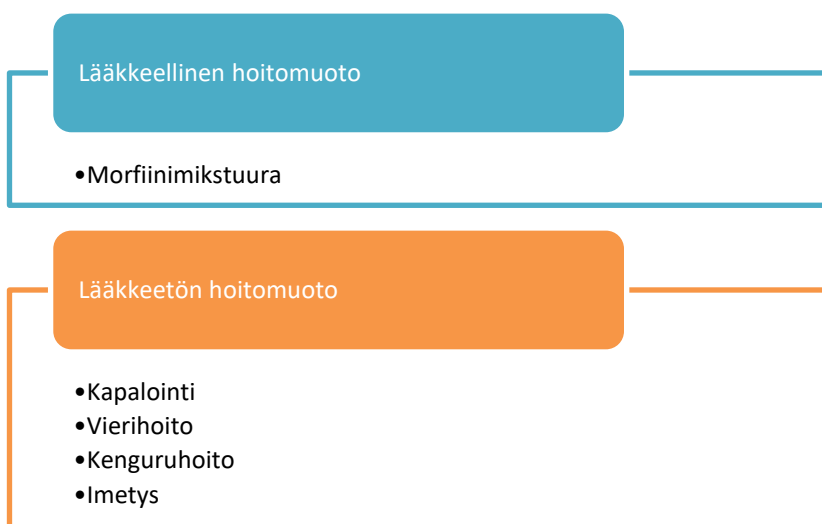 Lääkkeellinen hoitomuoto
•Morfiinimikstuura
Lääkkeetön hoitomuoto
•Kapalointi
•Vierihoito
•Kenguruhoito
•Imetys